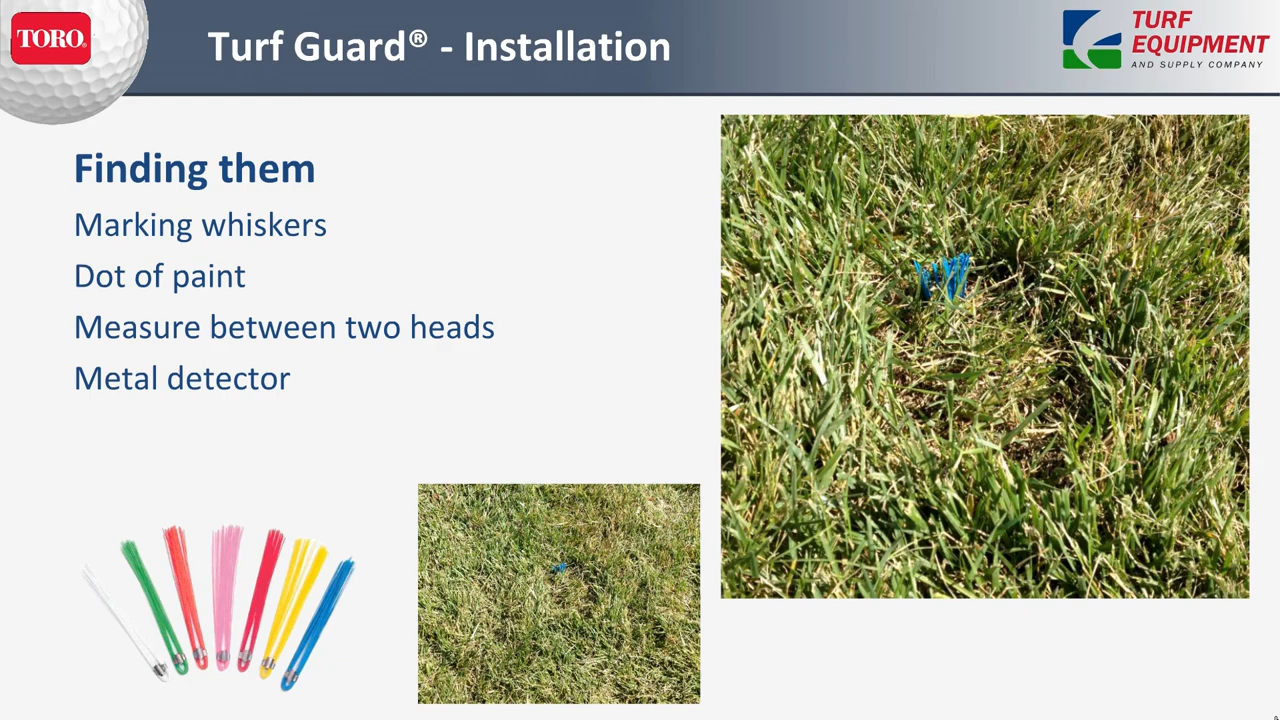 TORO®
Turf Guard® - Installation
TURF
EQUIPMENT
AND SUPPLY COMPANY
Finding them
Marking whiskers
Dot of paint
Measure between two heads
Metal detector